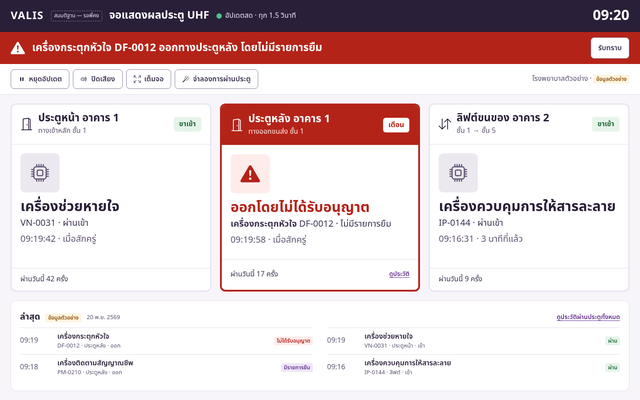 VALIS สมมติฐาน — รอพี่คง จอแสดงผลประตู UHF อัปเดตสด · ทุก 1.5 วินาที 09:20
เครื่องกระตุกหัวใจ DF-0012 ออกทางประตูหลัง โดยไม่มีรายการยืม รับทราบ
หยุดอัปเดต ปิดเสียง เต็มจอ จำลองการผ่านประตู โรงพยาบาลตัวอย่าง · ข้อมูลตัวอย่าง
ประตูหน้า อาคาร 1
ทางเข้าหลัก ชั้น 1
ขาเข้า
เครื่องช่วยหายใจ
VN-0031 · ผ่านเข้า
09:19:42 · เมื่อสักครู่
ผ่านวันนี้ 42 ครั้ง
ประตูหลัง อาคาร 1
ทางออกขนส่ง ชั้น 1
เตือน
ออกโดยไม่ได้รับอนุญาต
เครื่องกระตุกหัวใจ DF-0012 · ไม่มีรายการยืม
09:19:58 · เมื่อสักครู่
ผ่านวันนี้ 17 ครั้ง ดูประวัติ
ลิฟต์ขนของ อาคาร 2
ชั้น 1 → ชั้น 5
ขาเข้า
เครื่องควบคุมการให้สารละลาย
IP-0144 · ผ่านเข้า
09:16:31 · 3 นาทีที่แล้ว
ผ่านวันนี้ 9 ครั้ง
ล่าสุด ข้อมูลตัวอย่าง 20 พ.ย. 2569 ดูประวัติผ่านประตูทั้งหมด
09:19 เครื่องกระตุกหัวใจ
DF-0012 · ประตูหลัง · ออก
ไม่ได้รับอนุญาต
09:19 เครื่องช่วยหายใจ
VN-0031 · ประตูหน้า · เข้า
ผ่าน
09:18 เครื่องติดตามสัญญาณชีพ
PM-0210 · ประตูหลัง · ออก
มีรายการยืม
09:16 เครื่องควบคุมการให้สารละลาย
IP-0144 · ลิฟต์ · เข้า
ผ่าน